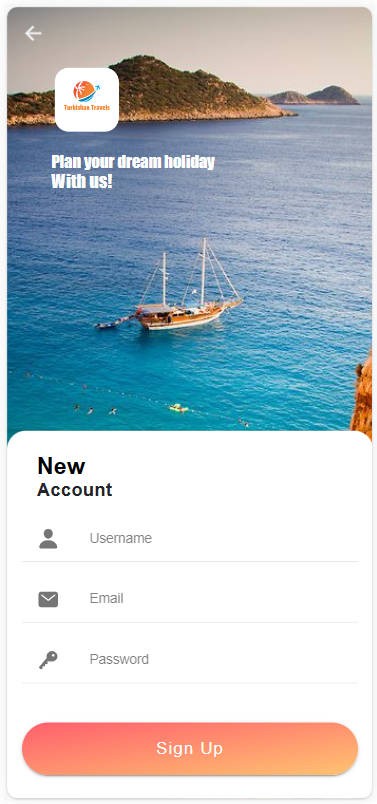 Turkishan Travels
Plan your dream holiday
With us!
New
Account
Username
Email
Password
Sign Up